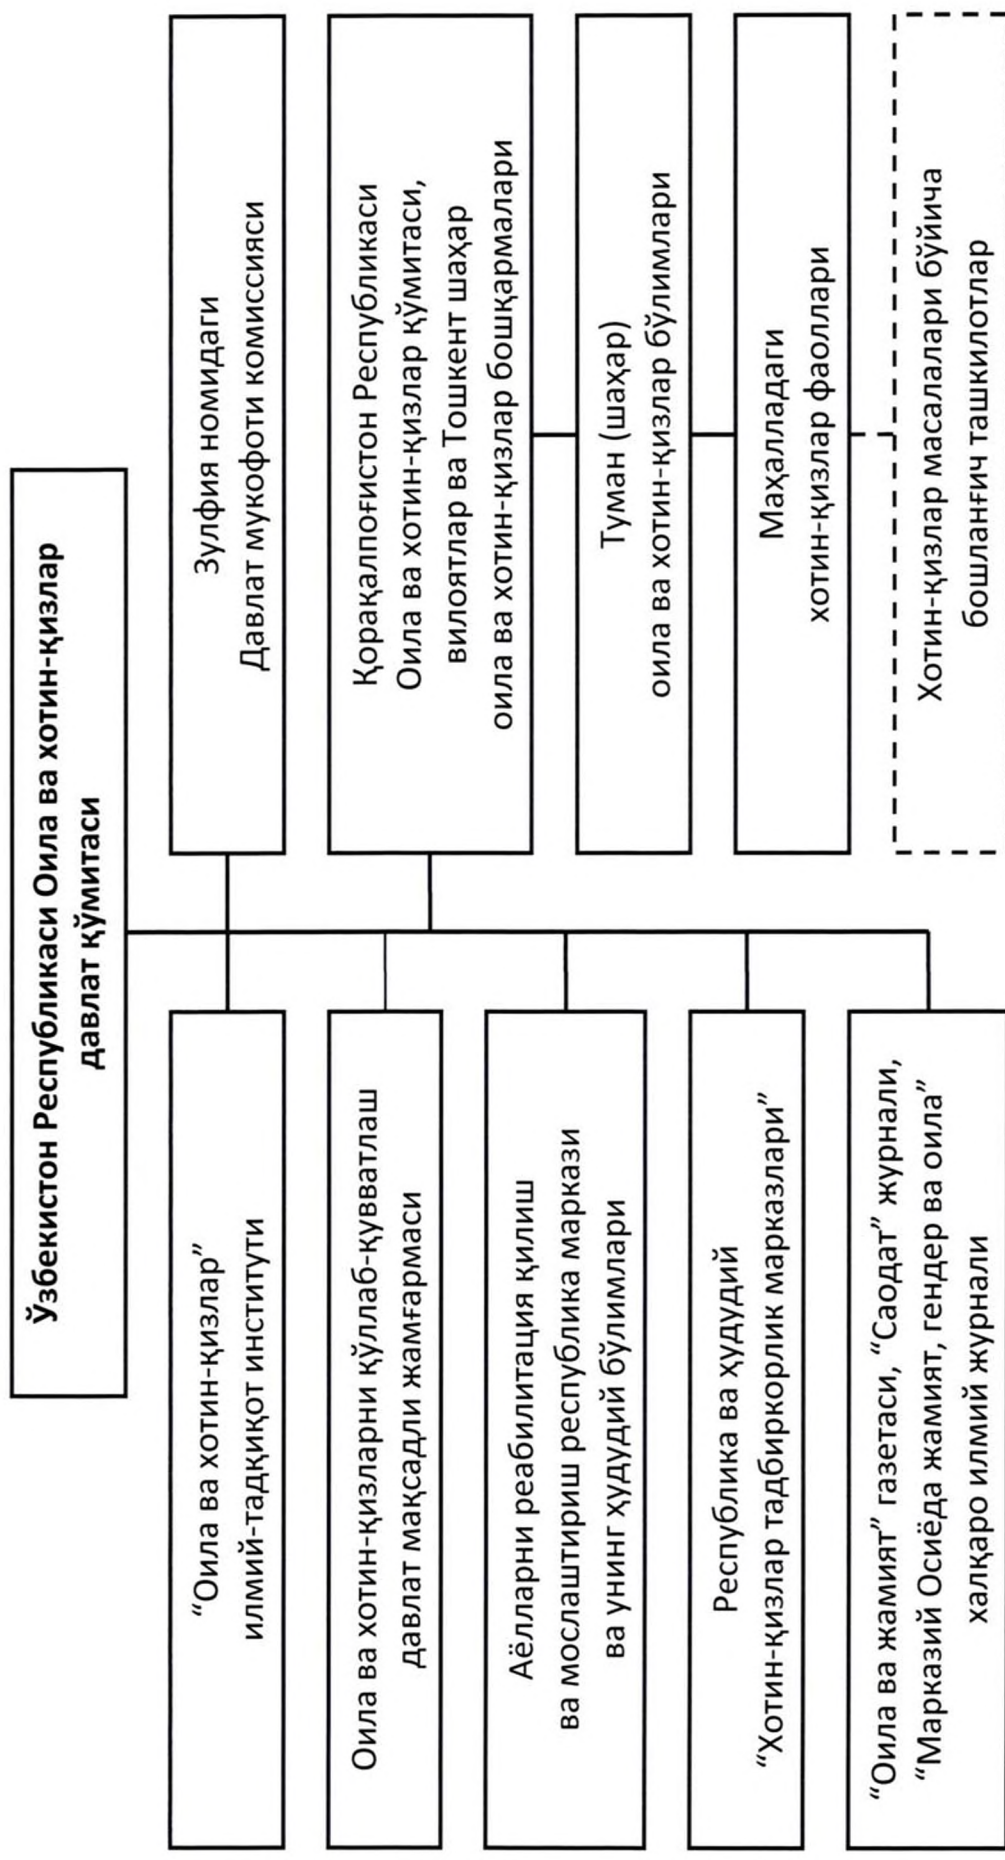 Ўзбекистон Республикаси Оила ва хотин-қизлар
давлат қўмитаси
“Оила ва хотин-қизлар”
илмий-тадқиқот институти
Оила ва хотин-қизларни қўллаб-қувватлаш
давлат мақсадли жамғармаси
Аёлларни реабилитация қилиш
ва мослаштириш республика маркази
ва унинг ҳудудий бўлимлари
Республика ва ҳудудий
“Хотин-қизлар тадбиркорлик марказлари”
“Оила ва жамият” газетаси, “Саодат” журнали,
“Марказий Осиёда жамият, гендер ва оила”
халқаро илмий журнали
Зулфия номидаги
Давлат мукофоти комиссияси
Қорақалпоғистон Республикаси
Оила ва хотин-қизлар қўмитаси,
вилоятлар ва Тошкент шаҳар
оила ва хотин-қизлар бошқармалари
Туман (шаҳар)
оила ва хотин-қизлар бўлимлари
Маҳалладаги
хотин-қизлар фаоллари
Хотин-қизлар масалалари бўйича
бошланғич ташкилотлар